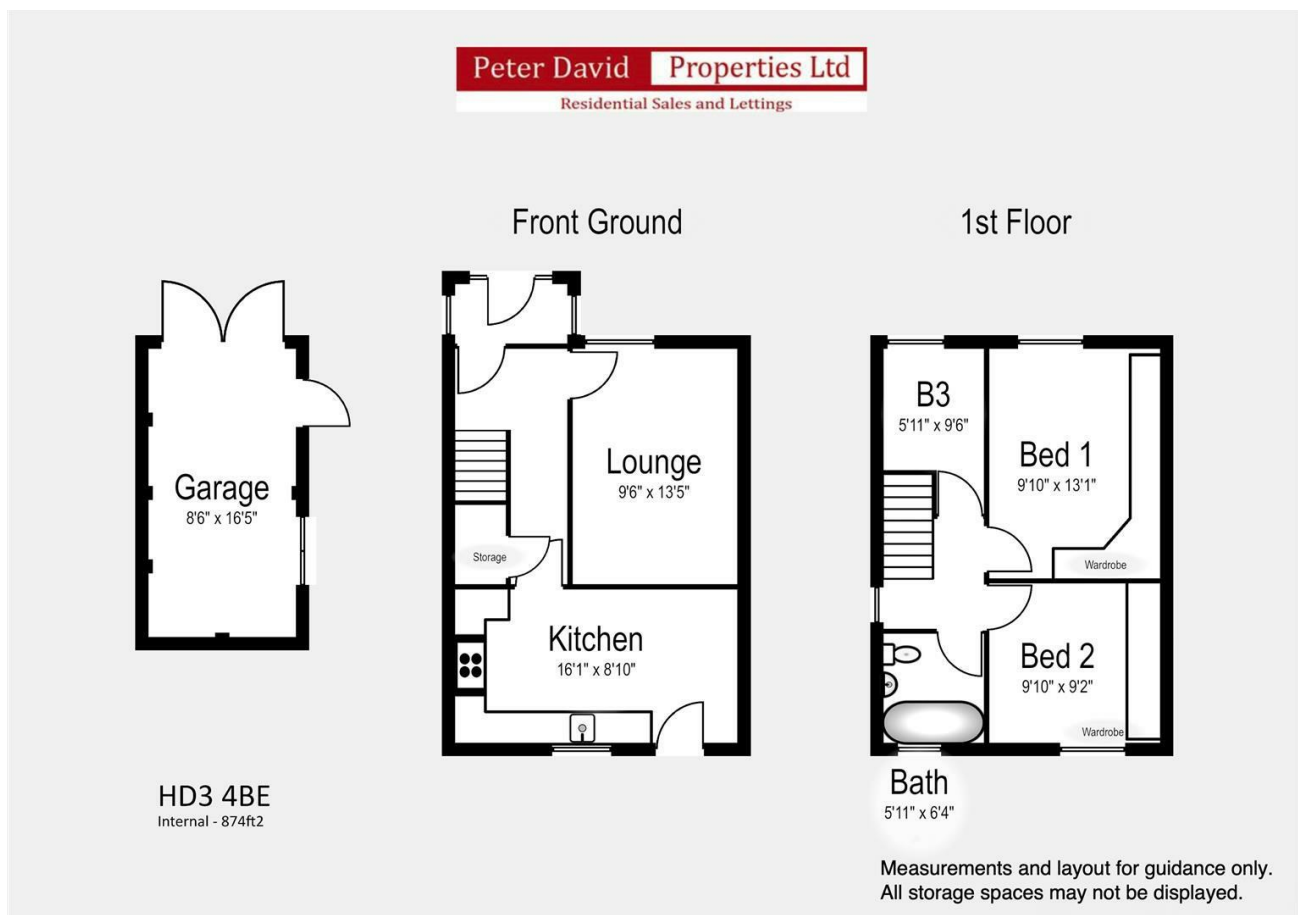 Peter David Properties Ltd
Residential Sales and Lettings
Front Ground
1st Floor
B3
5'11" x 9'6"
Bed 1
9'10" x 13'1"
Lounge
9'6" x 13'5"
Garage
8'6" x 16'5"
Storage
Wardrobe
Kitchen
16'1" x 8'10"
Bed 2
9'10" x 9'2"
Wardrobe
Bath
5'11" x 6'4"
HD3 4BE
Internal - 874ft2
Measurements and layout for guidance only.
All storage spaces may not be displayed.